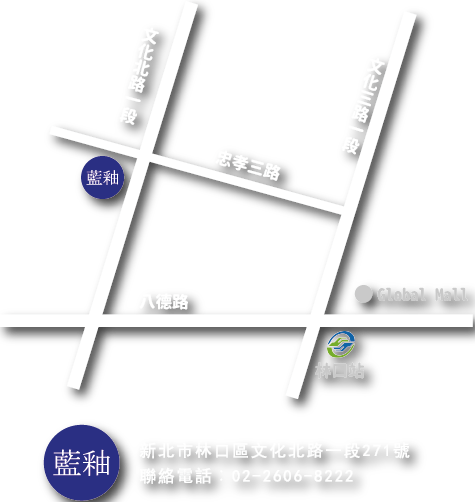 文化北路一段
文化三路一段
忠孝三路
藍釉
八德路
Global Mall
林口站
藍釉
新北市林口區文化北路一段271號
聯絡電話：02-2606-8222